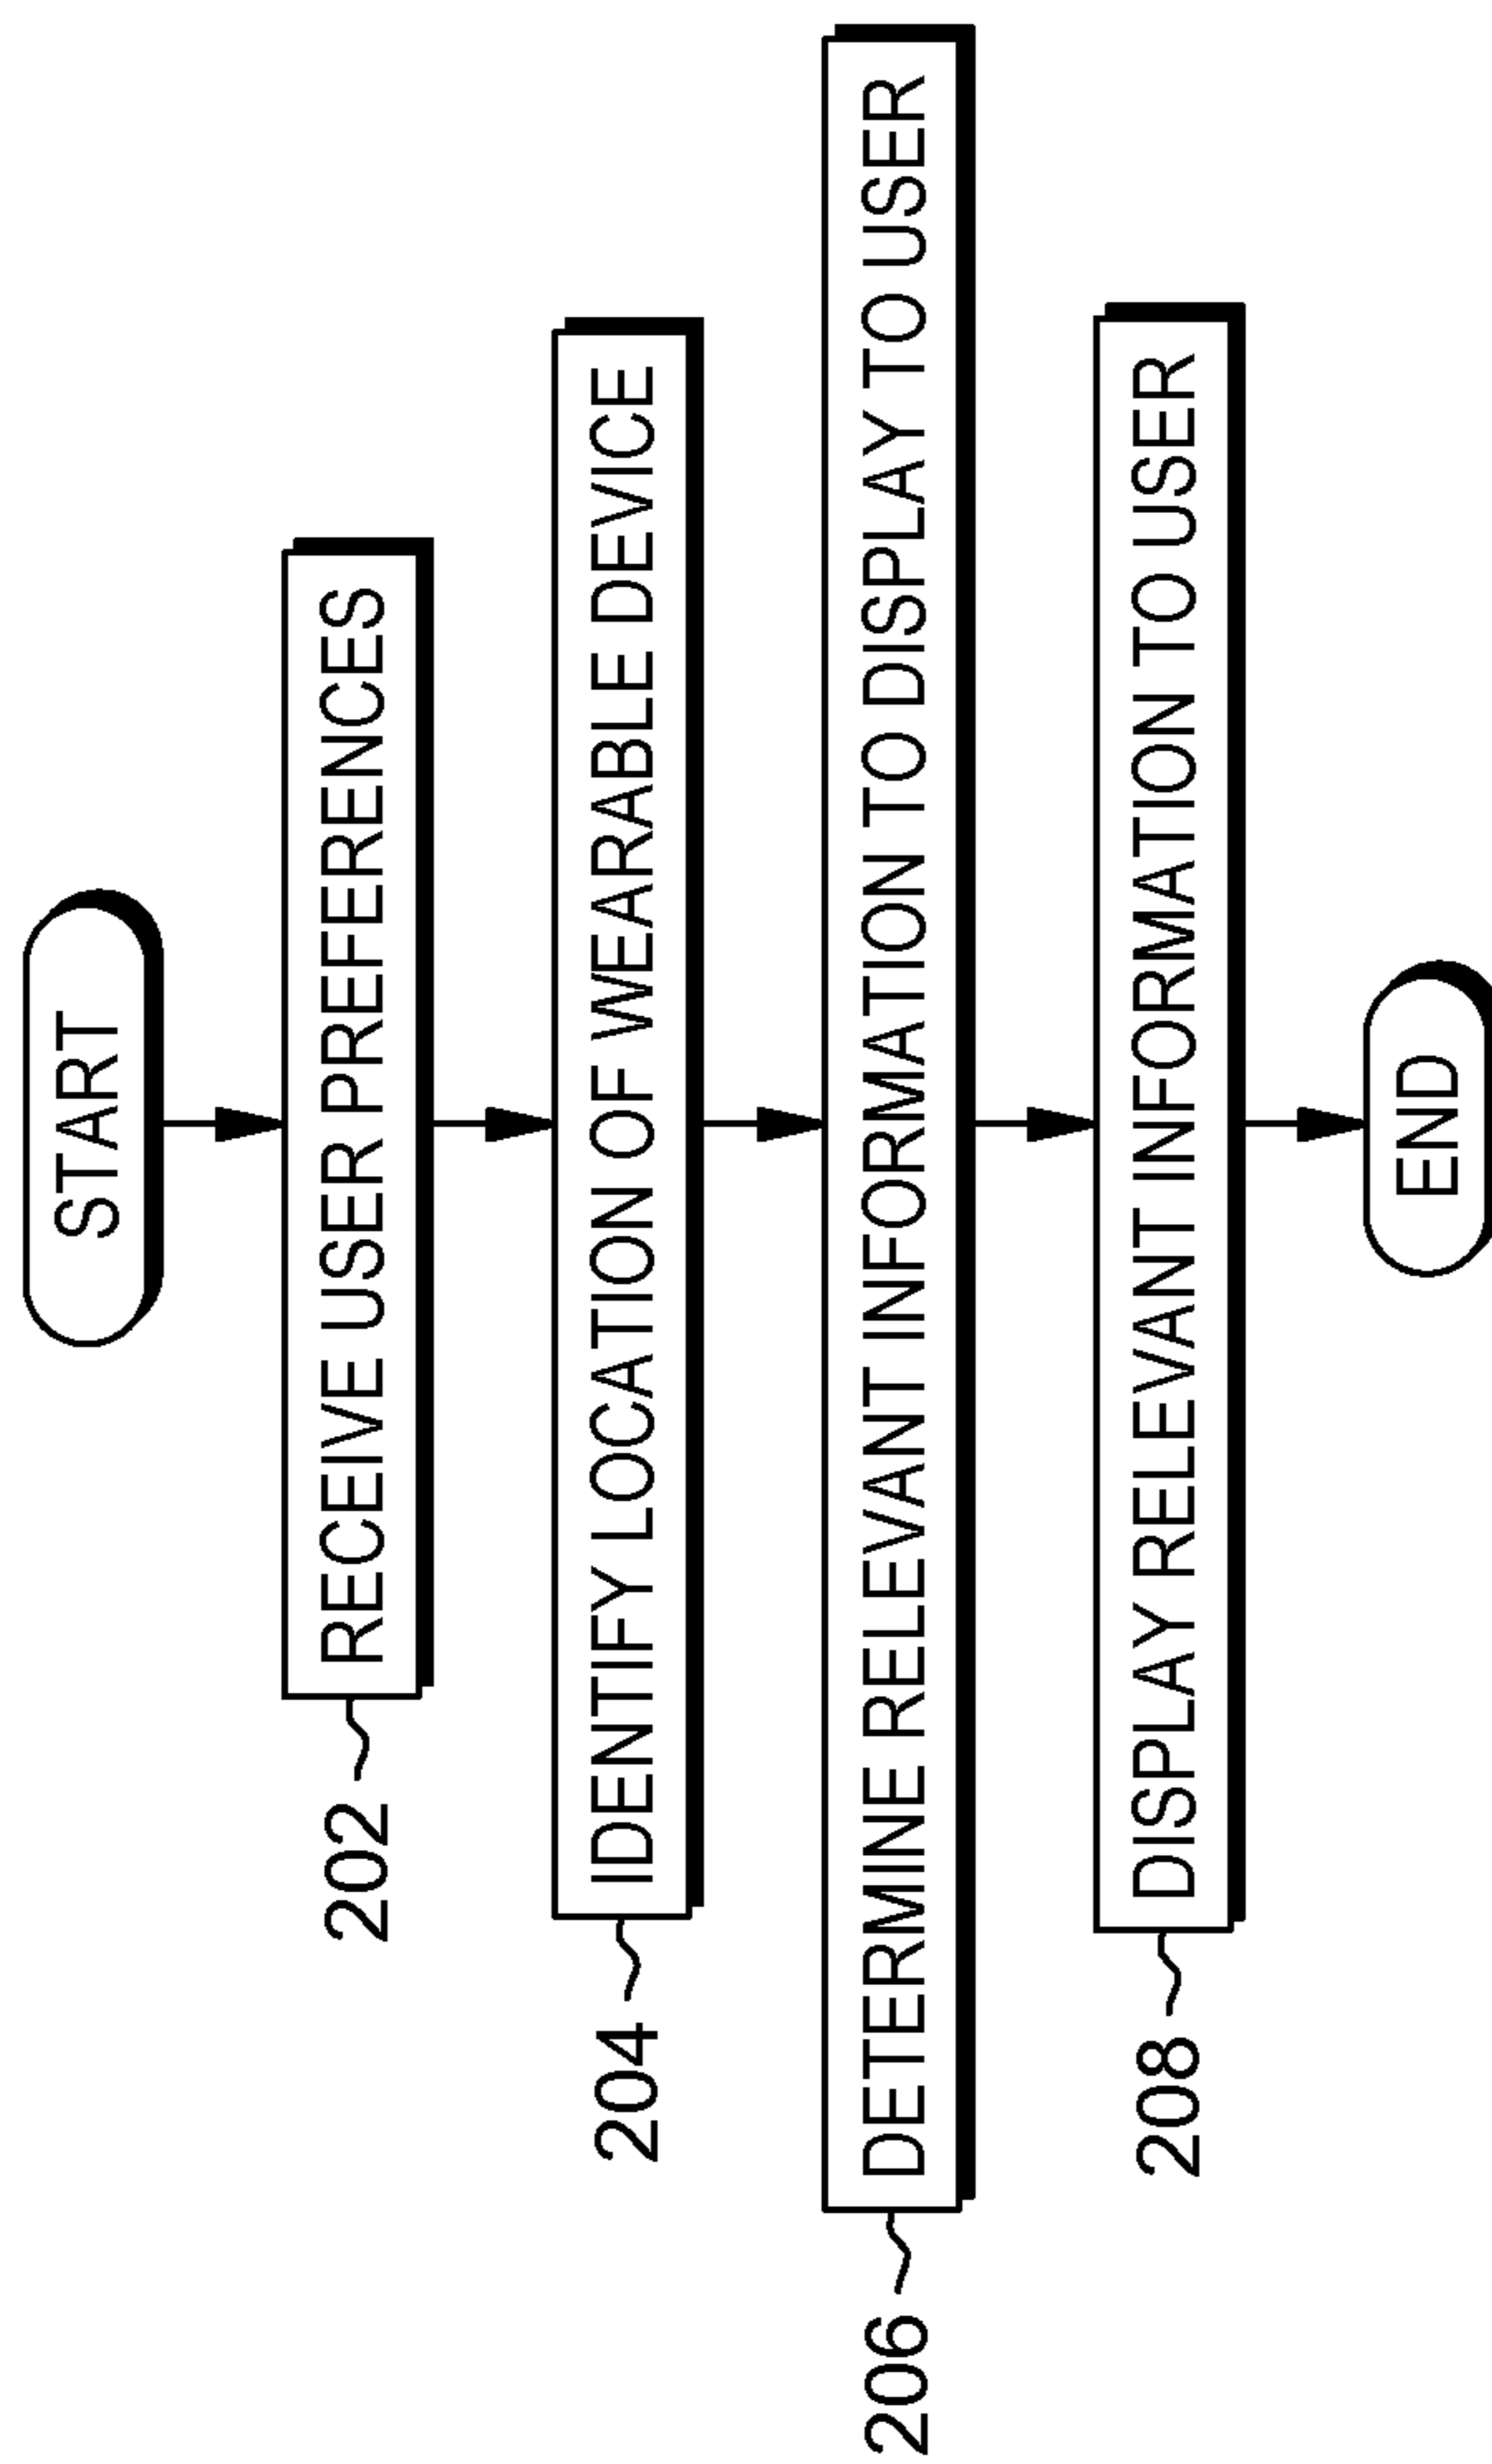 START
202 RECEIVE USER PREFERENCES
204 IDENTIFY LOCATION OF WEARABLE DEVICE
206 DETERMINE RELEVANT INFORMATION TO DISPLAY TO USER
208 DISPLAY RELEVANT INFORMATION TO USER
END